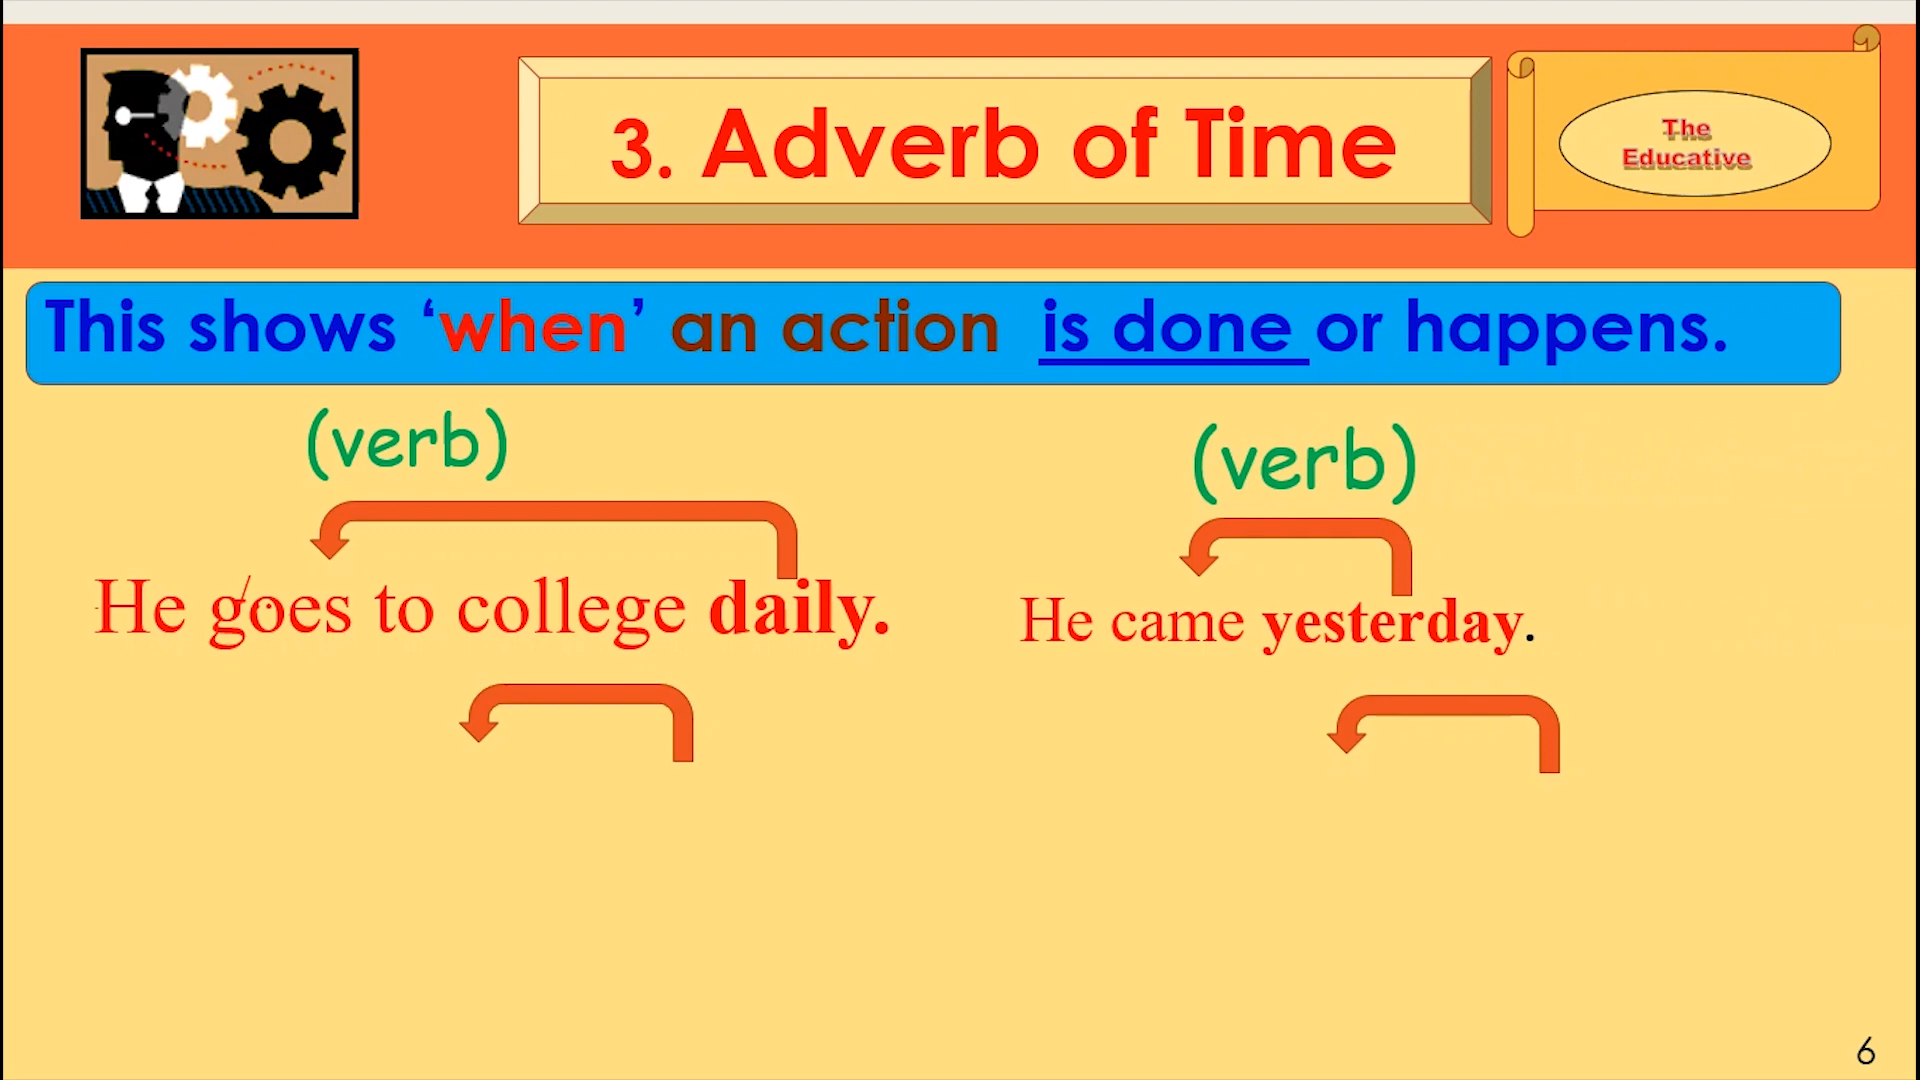 3. Adverb of Time
The
Educative
This shows ‘when’ an action is done or happens.
(verb)
(verb)
He goes to college daily.
He came yesterday.
6